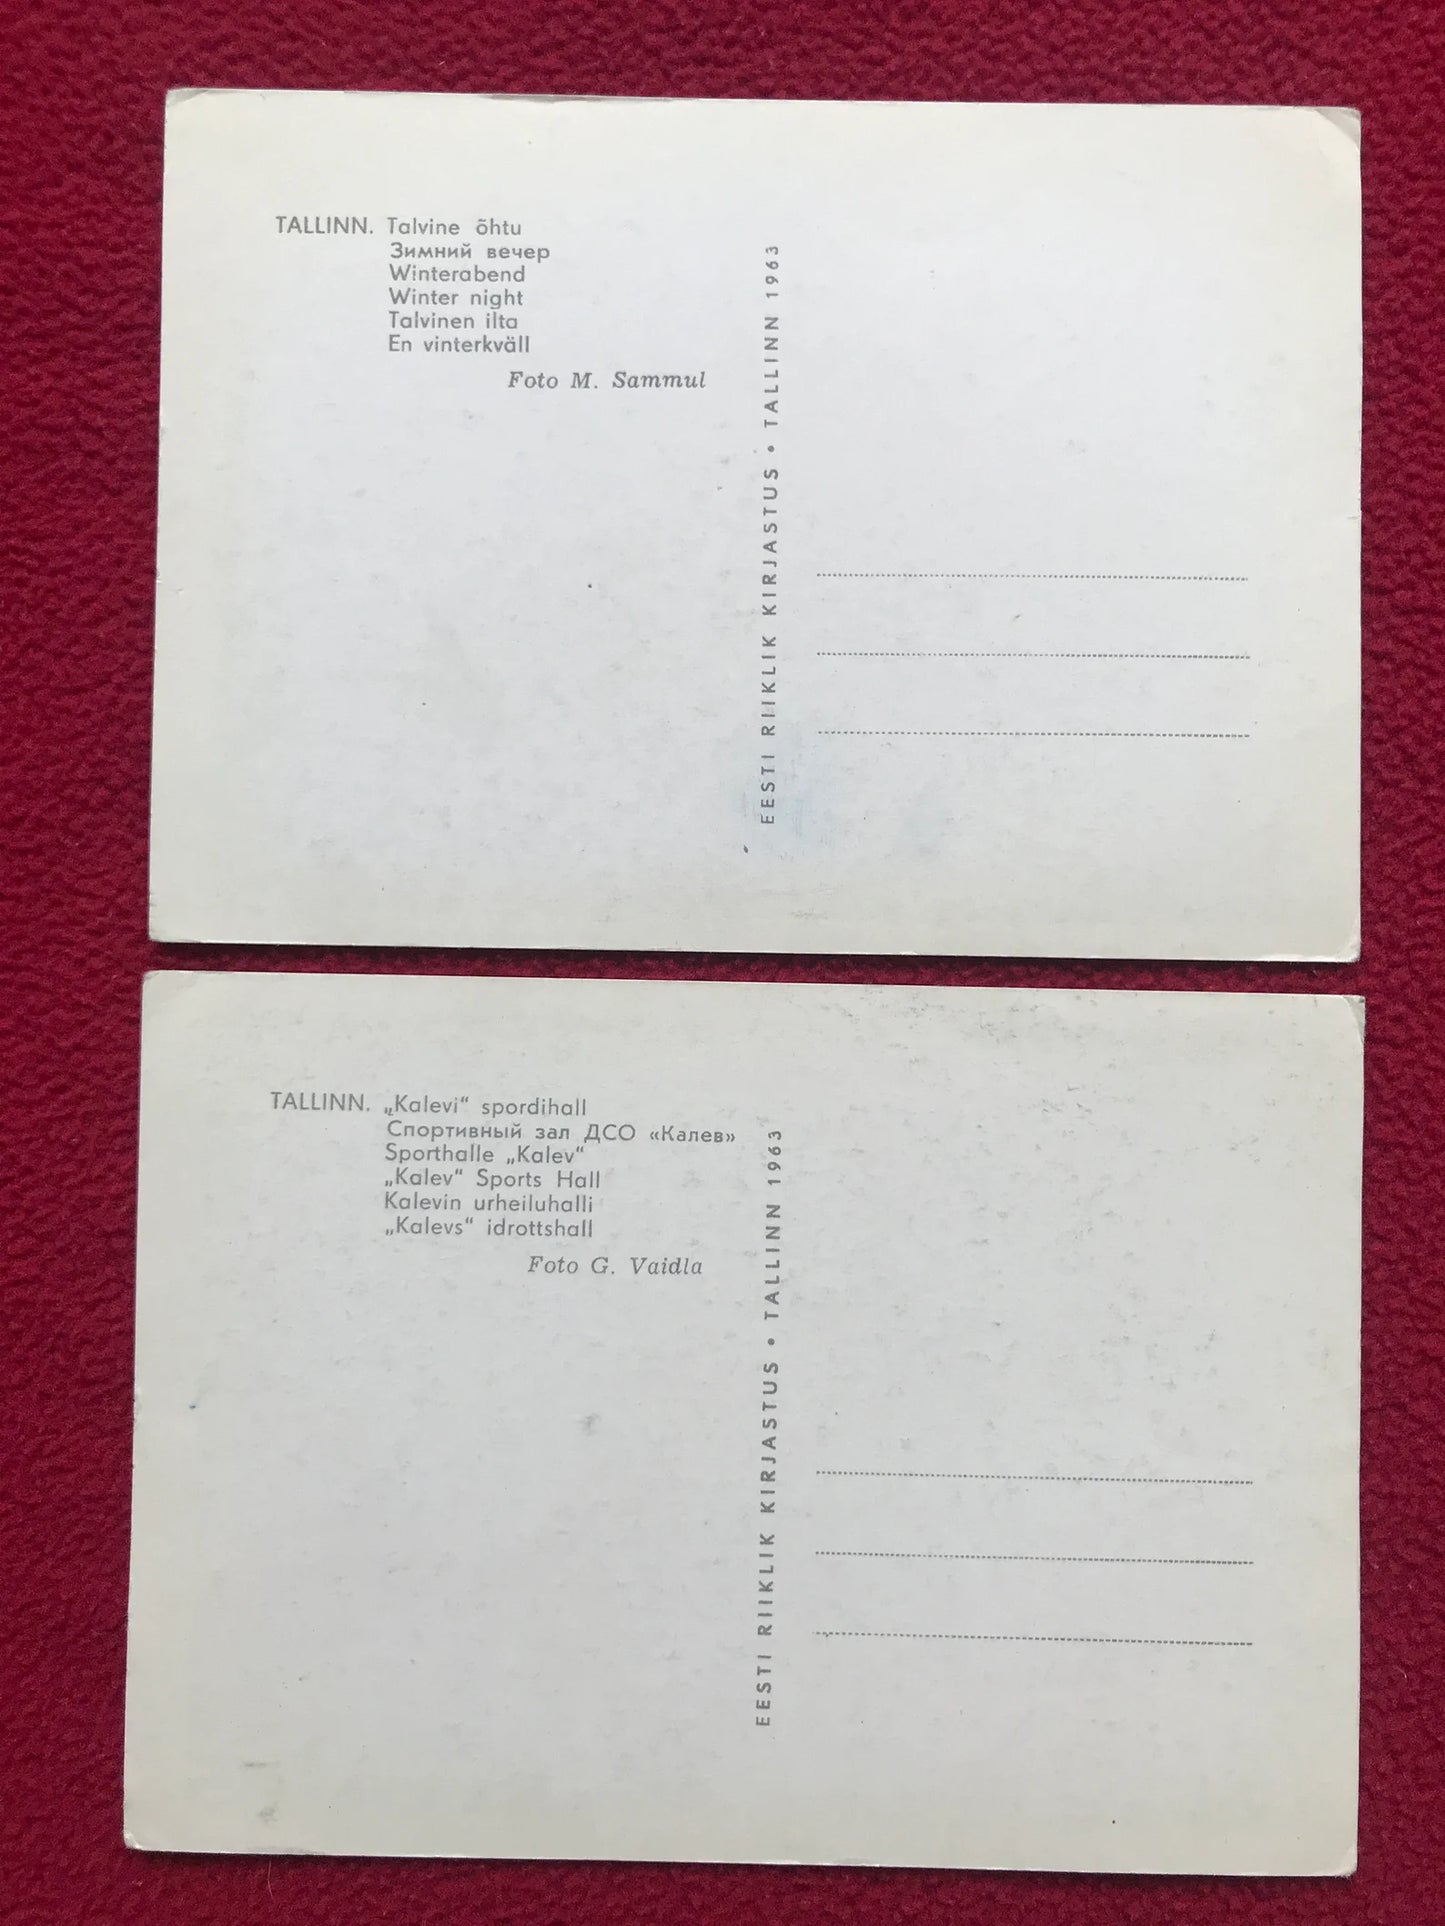 TALLINN. Talvine õhtu
Зимний вечер
Winterabend
Winter night
Talvinen ilta
En vinterkväll
Foto M. Sammul
EESTI RIIKLIK KIRJASTUS • TALLINN 1963
TALLINN. „Kalevi“ spordihall
Спортивный зал ДСО «Калев»
Sporthalle „Kalev“
„Kalev“ Sports Hall
Kalevin urheiluhalli
„Kalevs“ idrottshall
Foto G. Vaidla
EESTI RIIKLIK KIRJASTUS • TALLINN 1963